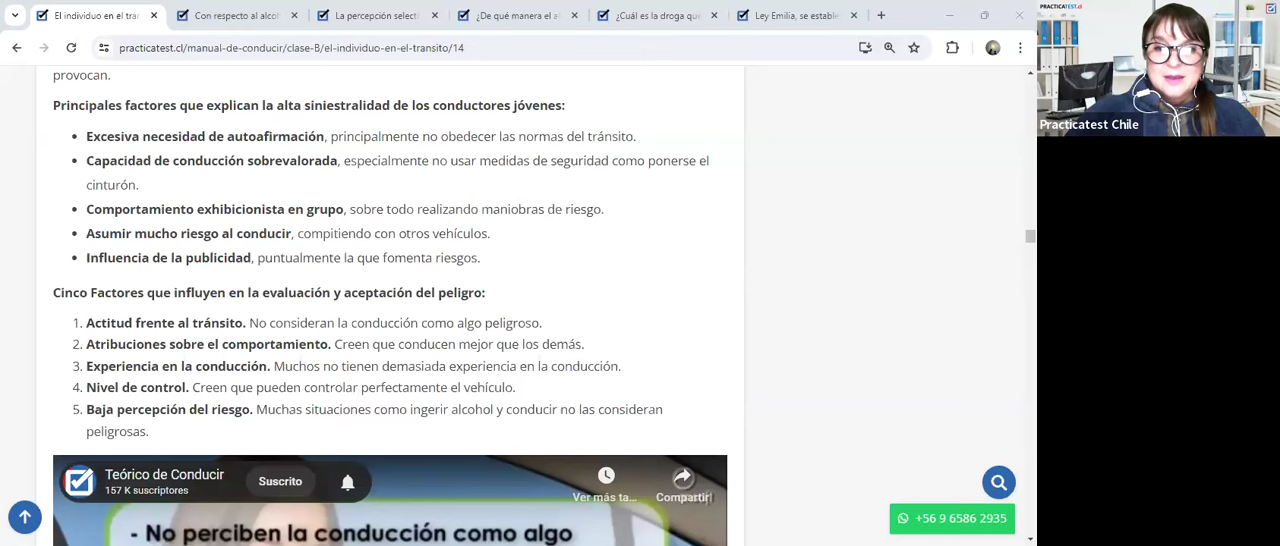 El individuo en el trán
Con respecto al alcoh
La percepción selecti
¿De qué manera el al
¿Cuál es la droga que
Ley Emilia, se estable
practicatest.cl/manual-de-conducir/clase-B/el-individuo-en-el-transito/14
PRACTICATEST.cl
Practicatest Chile
provocan.
Principales factores que explican la alta siniestralidad de los conductores jóvenes:
• Excesiva necesidad de autoafirmación, principalmente no obedecer las normas del tránsito.
• Capacidad de conducción sobrevalorada, especialmente no usar medidas de seguridad como ponerse el
cinturón.
• Comportamiento exhibicionista en grupo, sobre todo realizando maniobras de riesgo.
• Asumir mucho riesgo al conducir, compitiendo con otros vehículos.
• Influencia de la publicidad, puntualmente la que fomenta riesgos.
Cinco Factores que influyen en la evaluación y aceptación del peligro:
1. Actitud frente al tránsito. No consideran la conducción como algo peligroso.
2. Atribuciones sobre el comportamiento. Creen que conducen mejor que los demás.
3. Experiencia en la conducción. Muchos no tienen demasiada experiencia en la conducción.
4. Nivel de control. Creen que pueden controlar perfectamente el vehículo.
5. Baja percepción del riesgo. Muchas situaciones como ingerir alcohol y conducir no las consideran
peligrosas.
Teórico de Conducir
157 K suscriptores
Suscrito
Ver más ta...
Compartir
- No perciben la conducción como algo
+56 9 6586 2935